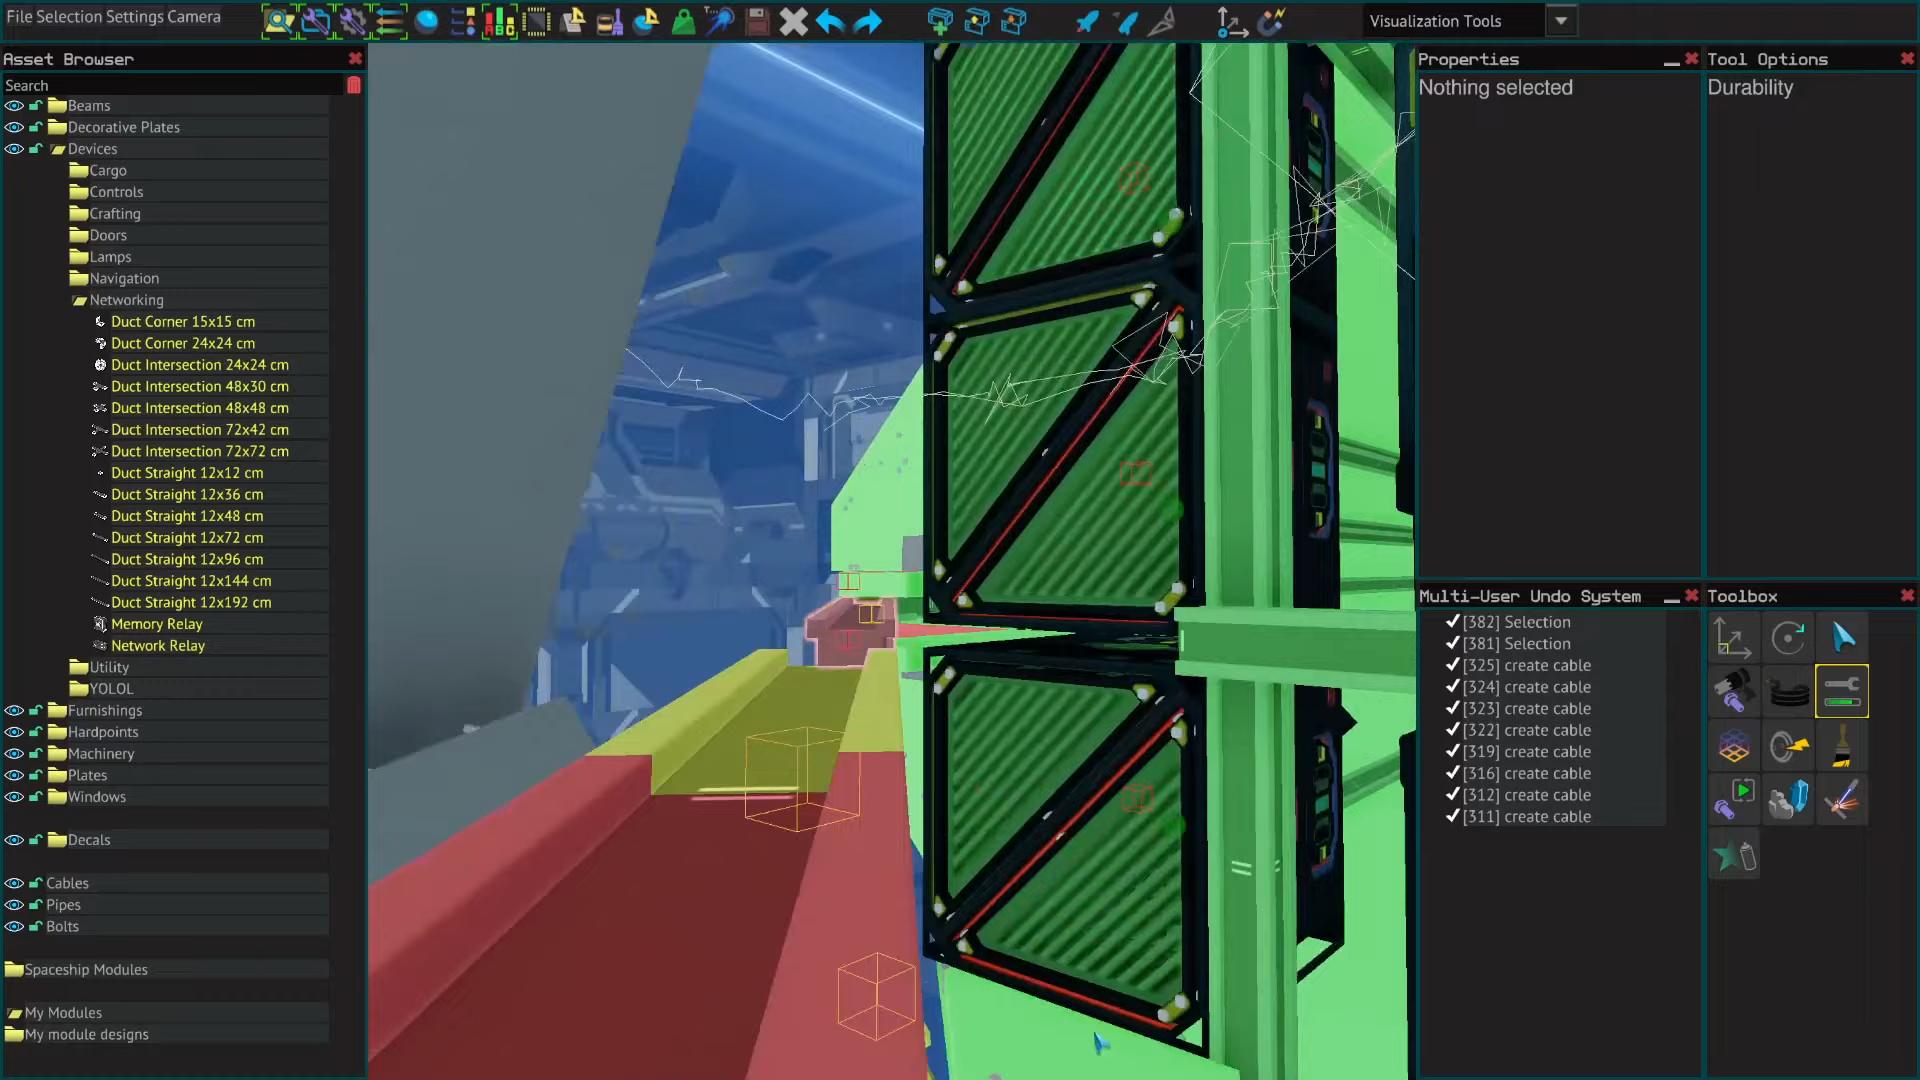 File Selection Settings Camera
ABC
Visualization Tools
Asset Browser
Search
Beams
Decorative Plates
Devices
Cargo
Controls
Crafting
Doors
Lamps
Navigation
Networking
Duct Corner 15x15 cm
Duct Corner 24x24 cm
Duct Intersection 24x24 cm
Duct Intersection 48x30 cm
Duct Intersection 48x48 cm
Duct Intersection 72x42 cm
Duct Intersection 72x72 cm
Duct Straight 12x12 cm
Duct Straight 12x36 cm
Duct Straight 12x48 cm
Duct Straight 12x72 cm
Duct Straight 12x96 cm
Duct Straight 12x144 cm
Duct Straight 12x192 cm
Memory Relay
Network Relay
Utility
YOLOL
Furnishings
Hardpoints
Machinery
Plates
Windows
Decals
Cables
Pipes
Bolts
Spaceship Modules
My Modules
My module designs
Properties
Nothing selected
Tool Options
Durability
Multi-User Undo System
[382] Selection
[381] Selection
[325] create cable
[324] create cable
[323] create cable
[322] create cable
[319] create cable
[316] create cable
[312] create cable
[311] create cable
Toolbox